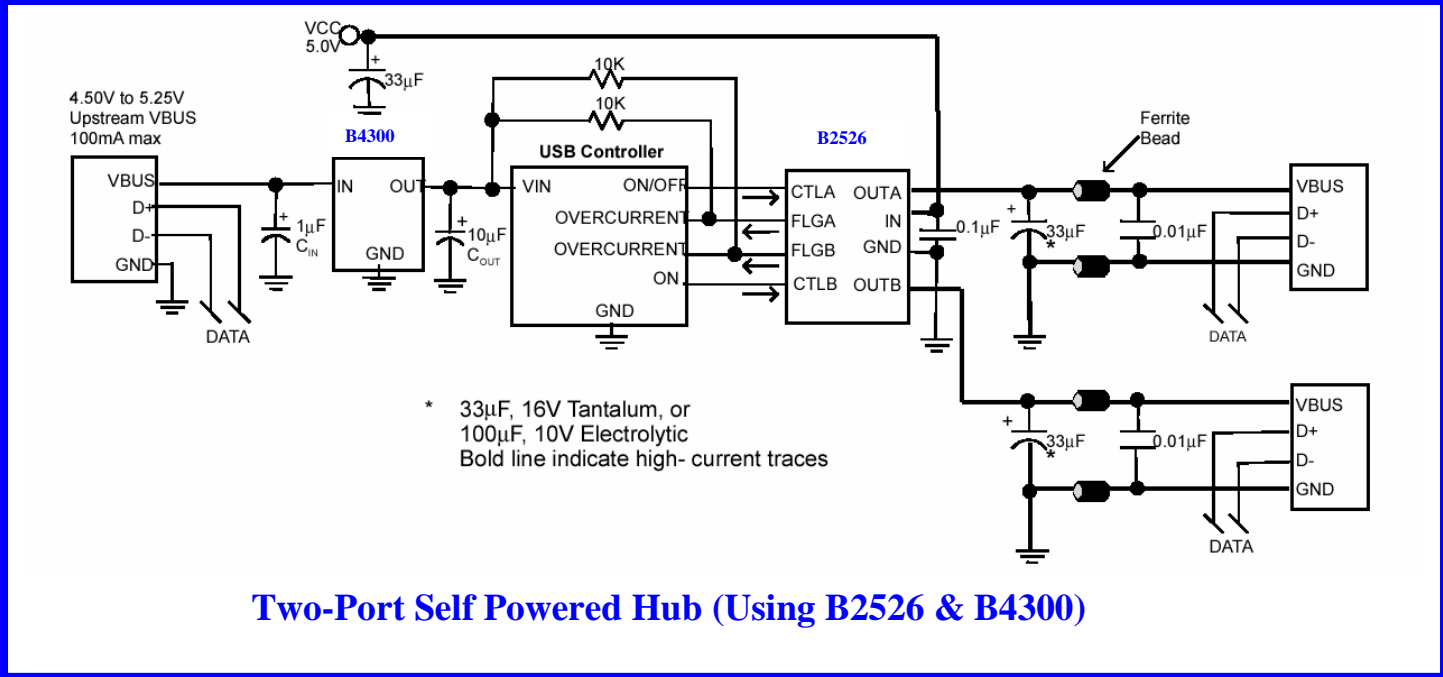 VCC
5.0V
+
33µF
10K
10K
4.50V to 5.25V
Upstream VBUS
100mA max
B4300
USB Controller
B2526
Ferrite
Bead
VBUS
D+
D-
GND
DATA
+
1µF
CIN
IN
OUT
GND
+
10µF
COUT
VIN
ON/OFF
OVERCURRENT
OVERCURRENT
ON
GND
CTLA
FLGA
FLGB
CTLB
OUTA
IN
GND
OUTB
0.1µF
+
33µF
*
0.01µF
VBUS
D+
D-
GND
DATA
+
33µF
*
0.01µF
VBUS
D+
D-
GND
DATA
* 33µF, 16V Tantalum, or
100µF, 10V Electrolytic
Bold line indicate high- current traces
Two-Port Self Powered Hub (Using B2526 & B4300)